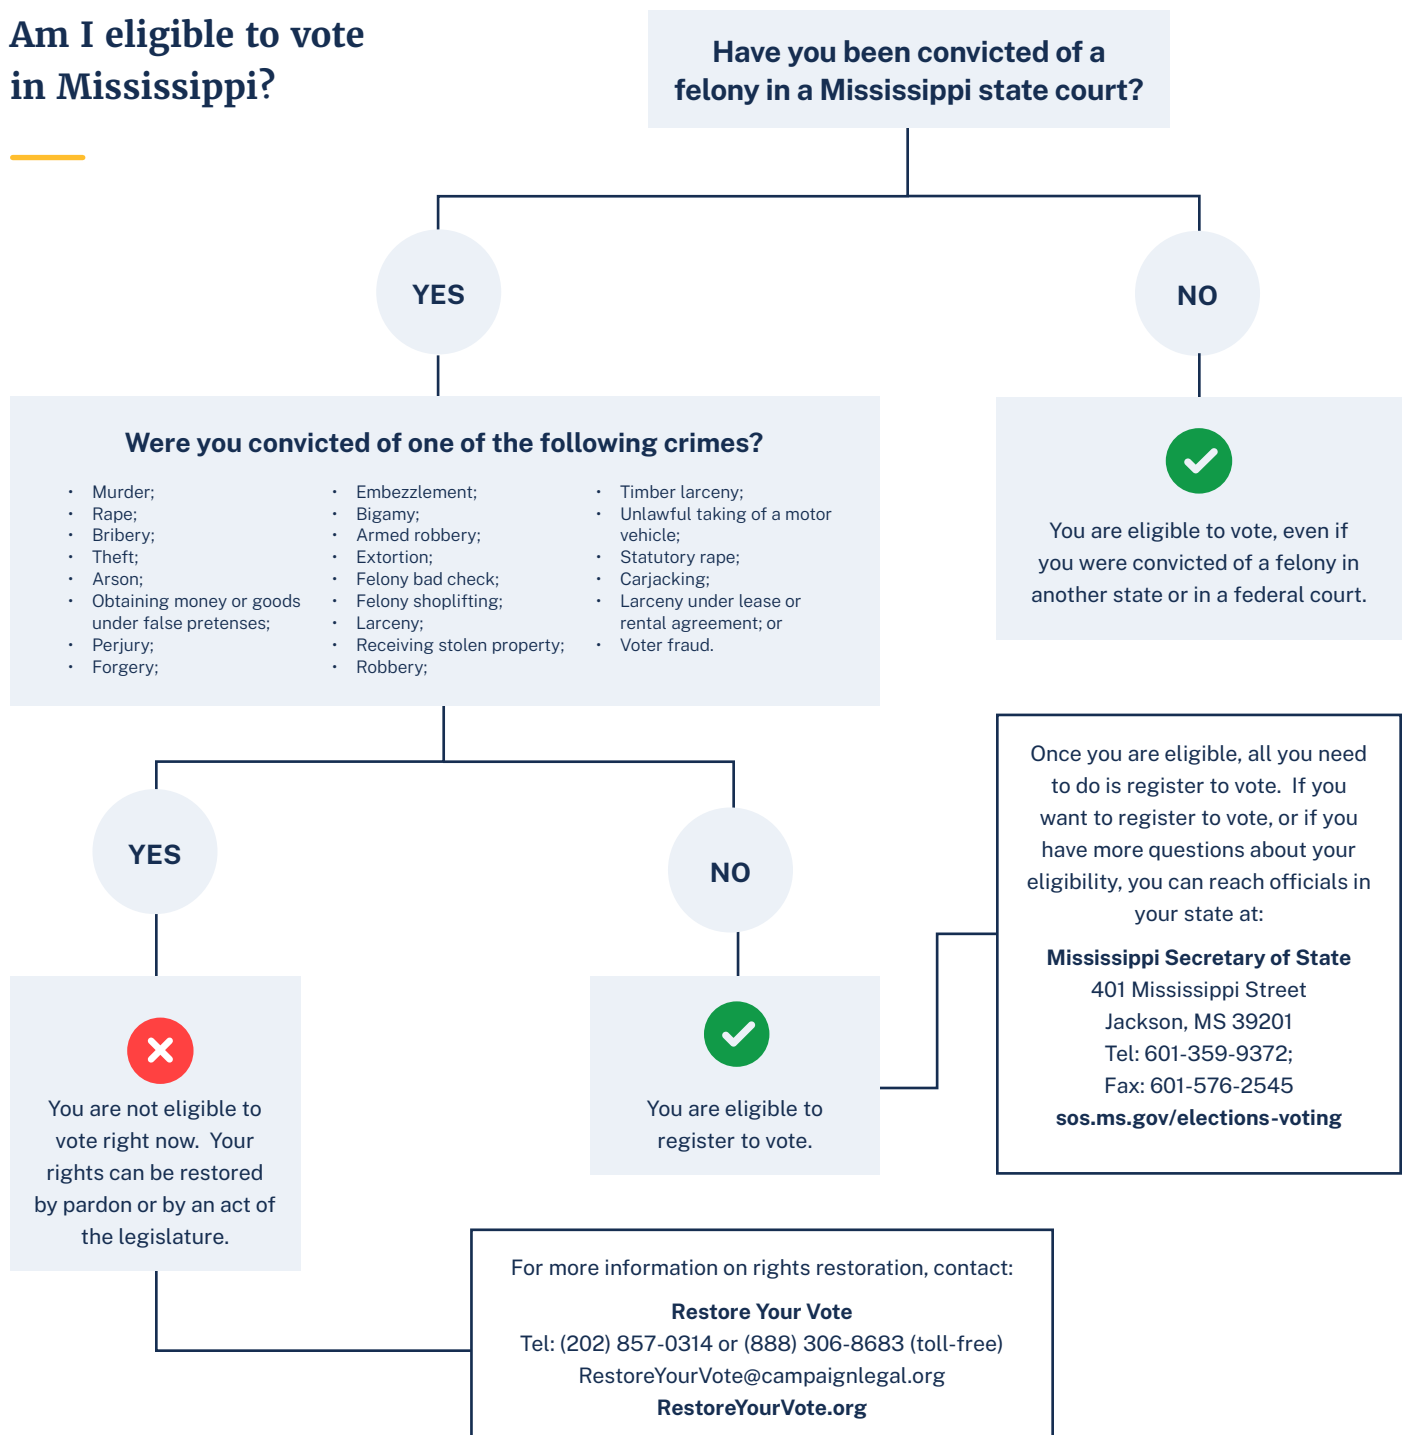 Am I eligible to vote
in Mississippi?
Have you been convicted of a
felony in a Mississippi state court?
YES
NO
Were you convicted of one of the following crimes?
• Murder;
• Rape;
• Bribery;
• Theft;
• Arson;
• Obtaining money or goods
under false pretenses;
• Perjury;
• Forgery;
• Embezzlement;
• Bigamy;
• Armed robbery;
• Extortion;
• Felony bad check;
• Felony shoplifting;
• Larceny;
• Receiving stolen property;
• Robbery;
• Timber larceny;
• Unlawful taking of a motor
vehicle;
• Statutory rape;
• Carjacking;
• Larceny under lease or
rental agreement; or
• Voter fraud.
You are eligible to vote, even if
you were convicted of a felony in
another state or in a federal court.
YES
NO
You are not eligible to
vote right now.  Your
rights can be restored
by pardon or by an act of
the legislature.
You are eligible to
register to vote.
Once you are eligible, all you need
to do is register to vote.  If you
want to register to vote, or if you
have more questions about your
eligibility, you can reach officials in
your state at:
Mississippi Secretary of State
401 Mississippi Street
Jackson, MS 39201
Tel: 601-359-9372;
Fax: 601-576-2545
sos.ms.gov/elections-voting
For more information on rights restoration, contact:
Restore Your Vote
Tel: (202) 857-0314 or (888) 306-8683 (toll-free)
RestoreYourVote@campaignlegal.org
RestoreYourVote.org